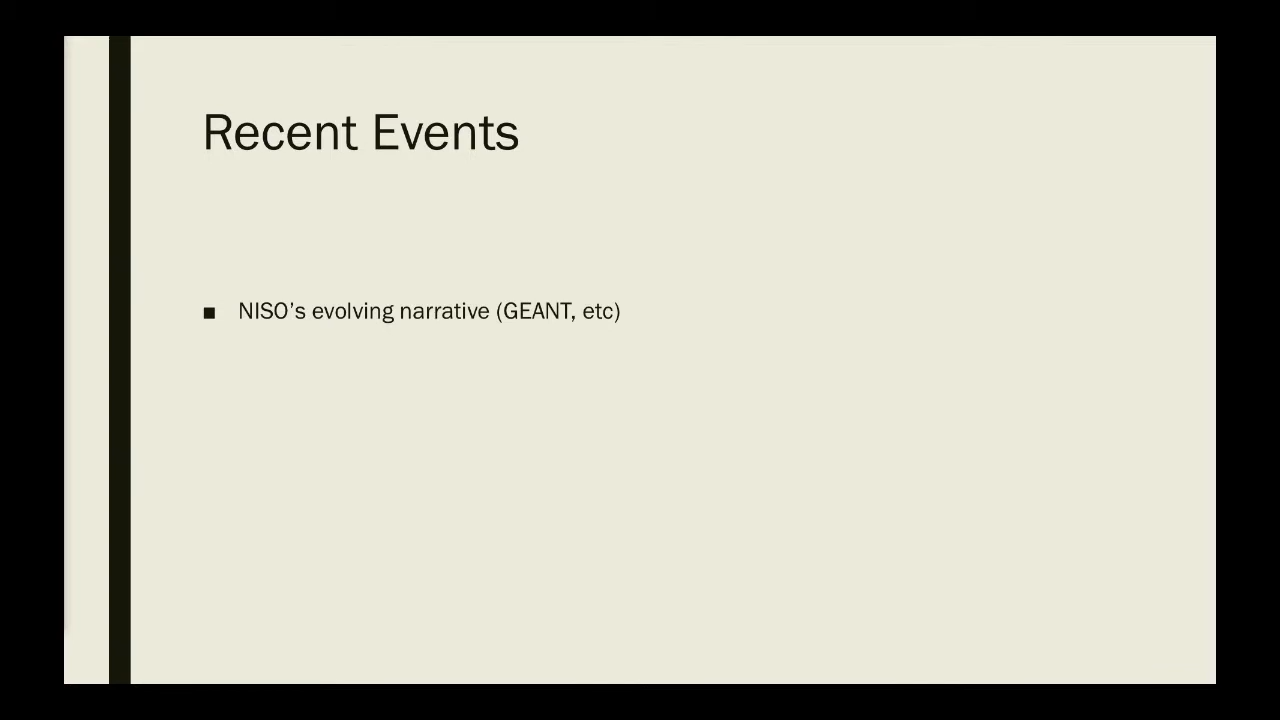 Recent Events
■ NISO’s evolving narrative (GEANT, etc)